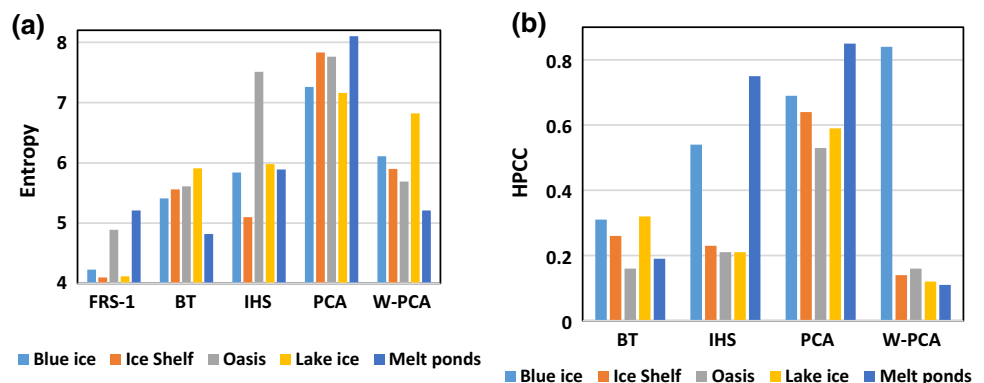 (a)
Entropy
8
7
6
5
4
FRS-1 BT IHS PCA W-PCA
Blue ice Ice Shelf Oasis Lake ice Melt ponds
(b)
HPCC
0.8
0.6
0.4
0.2
0
BT IHS PCA W-PCA
Blue ice Ice Shelf Oasis Lake ice Melt ponds